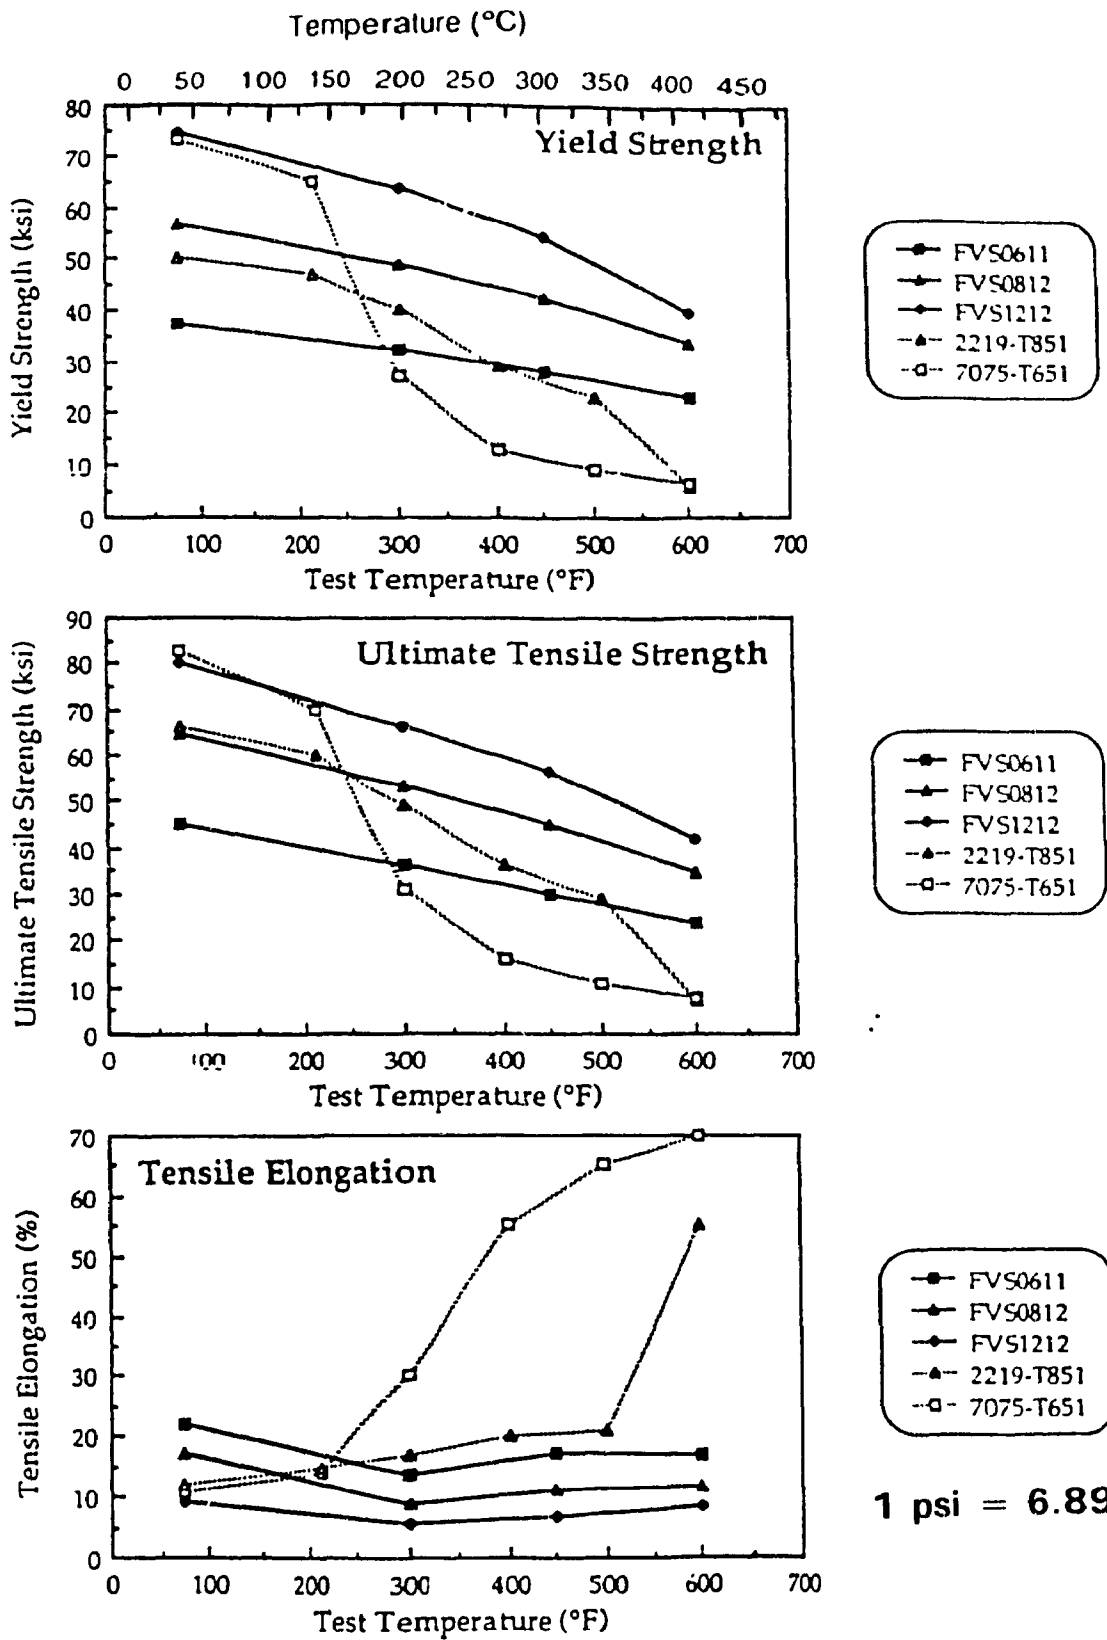 Temperature (°C)
0 50 100 150 200 250 300 350 400 450
Yield Strength
Yield Strength (ksi)
80
70
60
50
40
30
20
10
0
0 100 200 300 400 500 600 700
Test Temperature (°F)
FVS0611
FVS0812
FVS1212
2219-T851
7075-T651
Ultimate Tensile Strength
Ultimate Tensile Strength (ksi)
90
80
70
60
50
40
30
20
10
0
0 100 200 300 400 500 600 700
Test Temperature (°F)
FVS0611
FVS0812
FVS1212
2219-T851
7075-T651
Tensile Elongation
Tensile Elongation (%)
70
60
50
40
30
20
10
0
0 100 200 300 400 500 600 700
Test Temperature (°F)
FVS0611
FVS0812
FVS1212
2219-T851
7075-T651
1 psi = 6.89